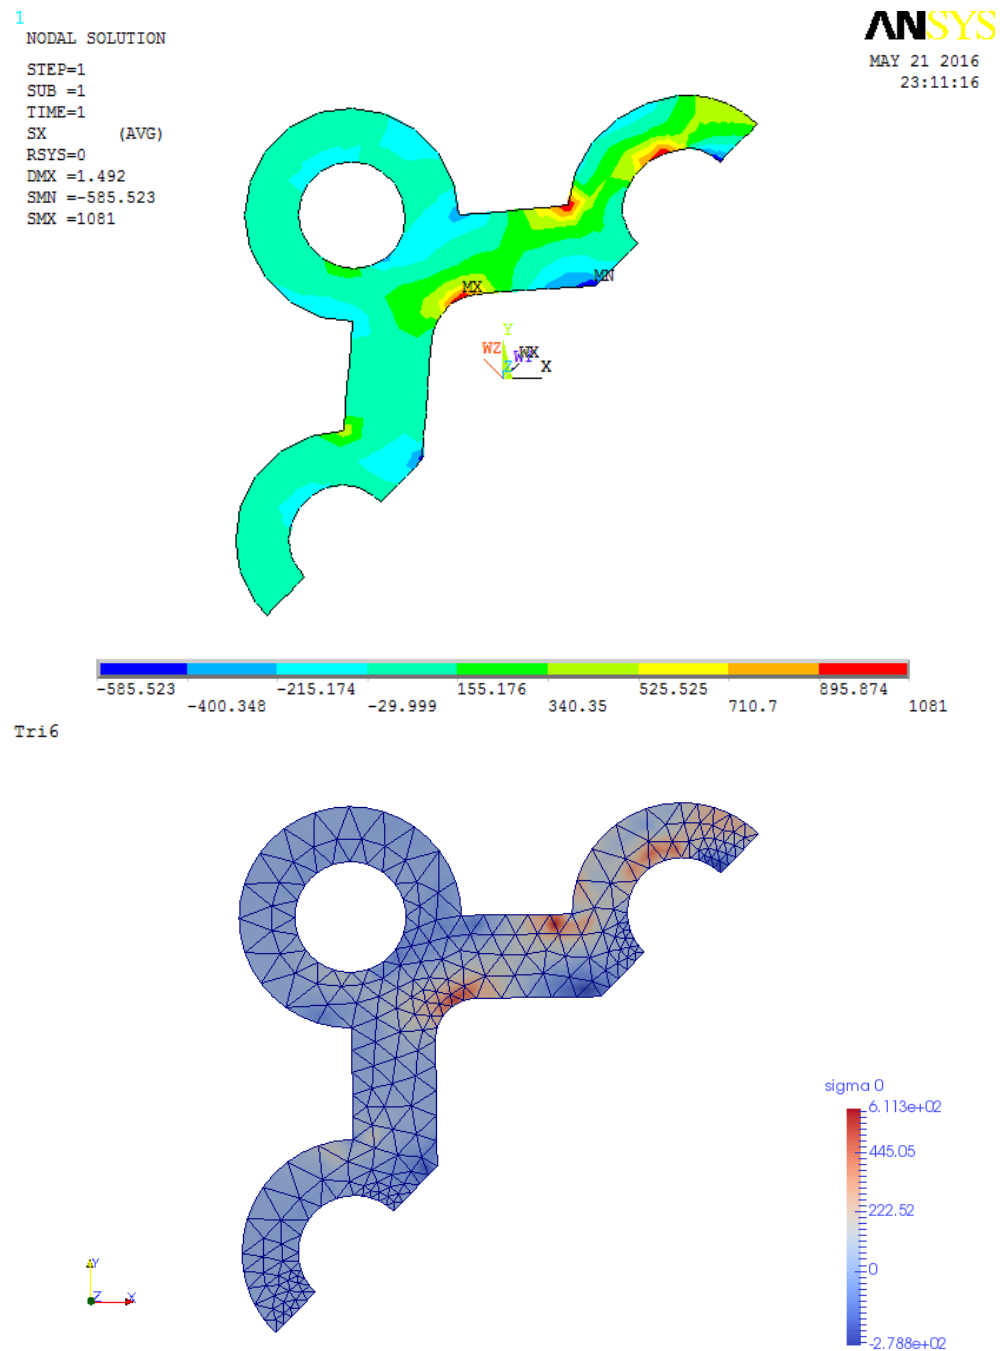 1
NODAL SOLUTION
STEP=1
SUB =1
TIME=1
SX (AVG)
RSYS=0
DMX =1.492
SMN =-585.523
SMX =1081
ANSYS
MAY 21 2016
23:11:16
MN
MX
Y
WZ WY WX
Z X
-585.523 -215.174 155.176 525.525 895.874
-400.348 -29.999 340.35 710.7 1081
Tri6
sigma 0
6.113e+02
445.05
222.52
0
-2.788e+02
Y
Z X